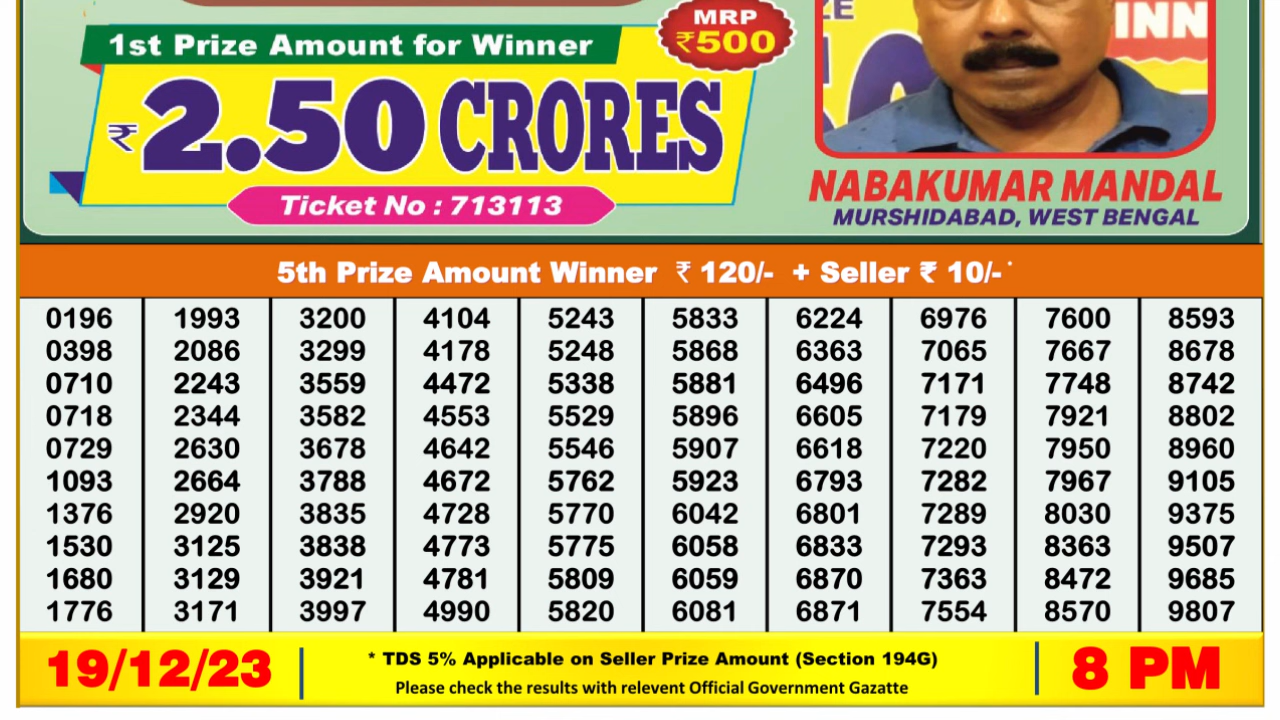 MRP
₹500
ZE
INN
1st Prize Amount for Winner
₹ 2.50 CRORES
Ticket No : 713113
NABAKUMAR MANDAL
MURSHIDABAD, WEST BENGAL
5th Prize Amount Winner ₹ 120/- + Seller ₹ 10/- *
0196 1993 3200 4104 5243 5833 6224 6976 7600 8593
0398 2086 3299 4178 5248 5868 6363 7065 7667 8678
0710 2243 3559 4472 5338 5881 6496 7171 7748 8742
0718 2344 3582 4553 5529 5896 6605 7179 7921 8802
0729 2630 3678 4642 5546 5907 6618 7220 7950 8960
1093 2664 3788 4672 5762 5923 6793 7282 7967 9105
1376 2920 3835 4728 5770 6042 6801 7289 8030 9375
1530 3125 3838 4773 5775 6058 6833 7293 8363 9507
1680 3129 3921 4781 5809 6059 6870 7363 8472 9685
1776 3171 3997 4990 5820 6081 6871 7554 8570 9807
19/12/23
* TDS 5% Applicable on Seller Prize Amount (Section 194G)
Please check the results with relevent Official Government Gazatte
8 PM